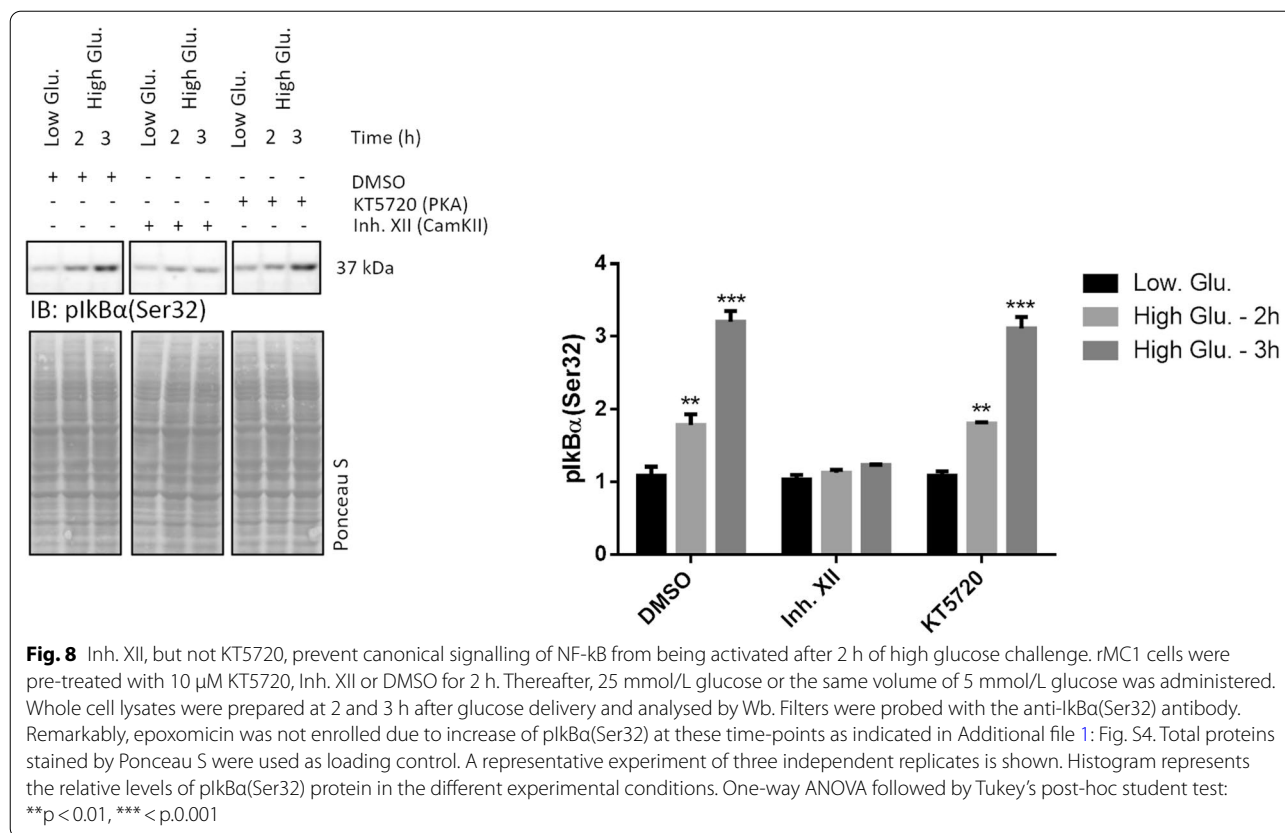 Low Glu.
High Glu.
Low Glu.
High Glu.
Low Glu.
High Glu.
2 3 2 3 2 3 Time (h)
+ + + - - - - - - DMSO
- - - - - - + + + KT5720 (PKA)
- - - + + + - - - Inh. XII (CamKII)
37 kDa
IB: pIkBα(Ser32)
Ponceau S
pIkBα(Ser32)
4
3
2
1
0
** *** ** ***
DMSO
Inh. XII
KT5720
Low. Glu.
High Glu. - 2h
High Glu. - 3h
Fig. 8 Inh. XII, but not KT5720, prevent canonical signalling of NF-kB from being activated after 2 h of high glucose challenge. rMC1 cells were
pre-treated with 10 µM KT5720, Inh. XII or DMSO for 2 h. Thereafter, 25 mmol/L glucose or the same volume of 5 mmol/L glucose was administered.
Whole cell lysates were prepared at 2 and 3 h after glucose delivery and analysed by Wb. Filters were probed with the anti-IkBα(Ser32) antibody.
Remarkably, epoxomicin was not enrolled due to increase of pIkBα(Ser32) at these time-points as indicated in Additional file 1: Fig. S4. Total proteins
stained by Ponceau S were used as loading control. A representative experiment of three independent replicates is shown. Histogram represents
the relative levels of pIkBα(Ser32) protein in the different experimental conditions. One-way ANOVA followed by Tukey's post-hoc student test:
**p < 0.01, *** < p.0.001